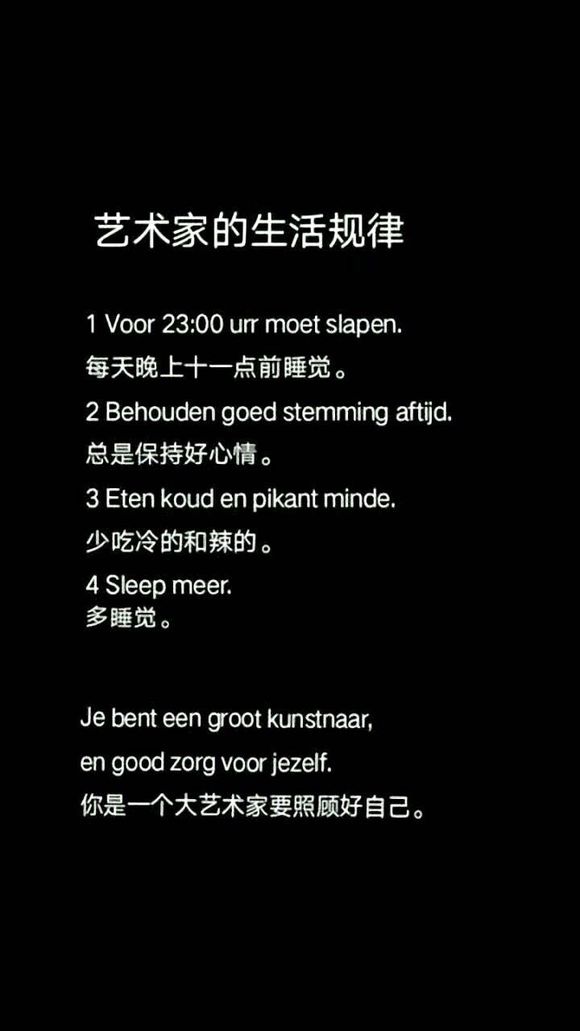 艺术家的生活规律
1 Voor 23:00 urr moet slapen.
每天晚上十一点前睡觉。
2 Behouden goed stemming aftijd.
总是保持好心情。
3 Eten koud en pikant minde.
少吃冷的和辣的。
4 Sleep meer.
多睡觉。
Je bent een groot kunstnaar,
en good zorg voor jezelf.
你是一个大艺术家要照顾好自己。